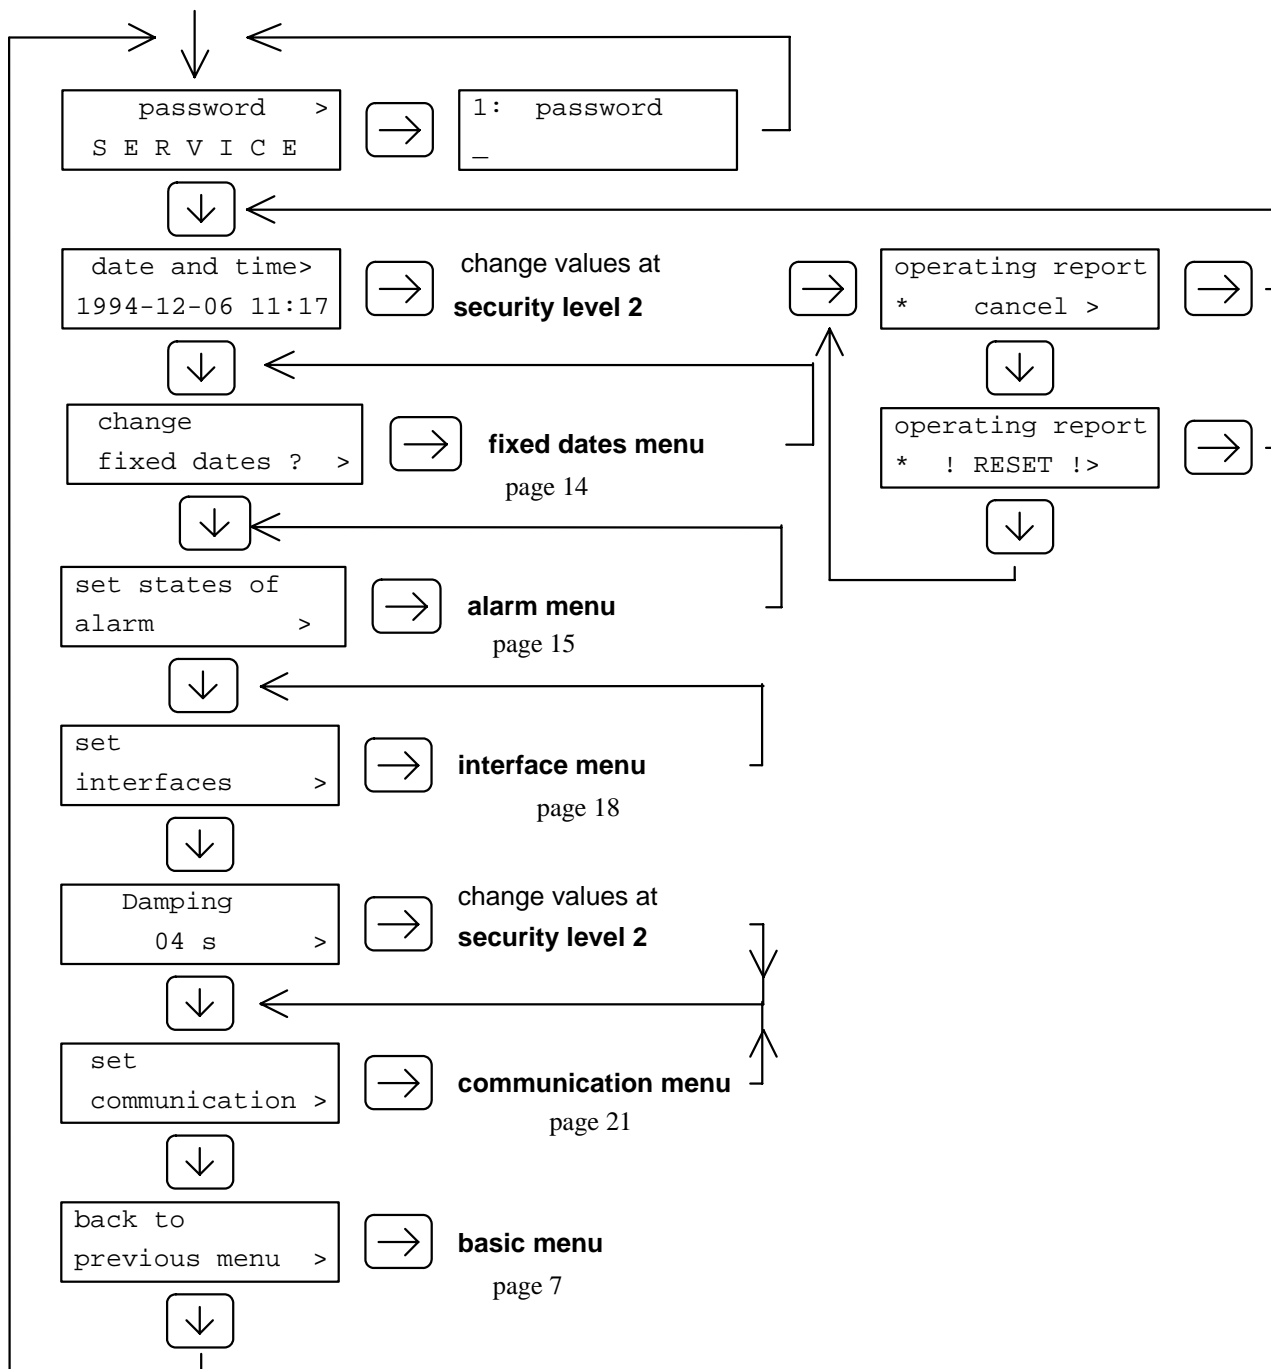 password >
S E R V I C E
1: password
_
date and time>
1994-12-06 11:17
change values at
security level 2
operating report
* cancel >
change
fixed dates ? >
fixed dates menu
page 14
operating report
* ! RESET !>
set states of
alarm >
alarm menu
page 15
set
interfaces >
interface menu
page 18
Damping
04 s >
change values at
security level 2
set
communication >
communication menu
page 21
back to
previous menu >
basic menu
page 7